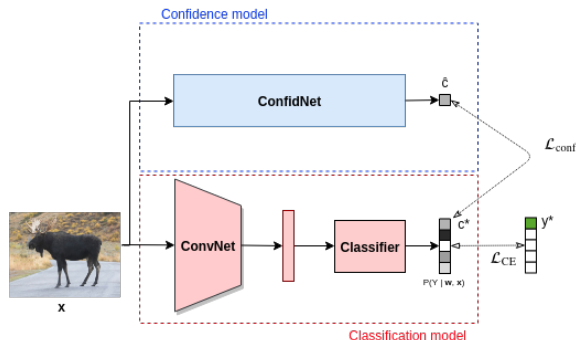 Confidence model
ĉ
ConfidNet
ℒconf
c*
y*
ConvNet
Classifier
ℒCE
P(Y | w, x)
x
Classification model